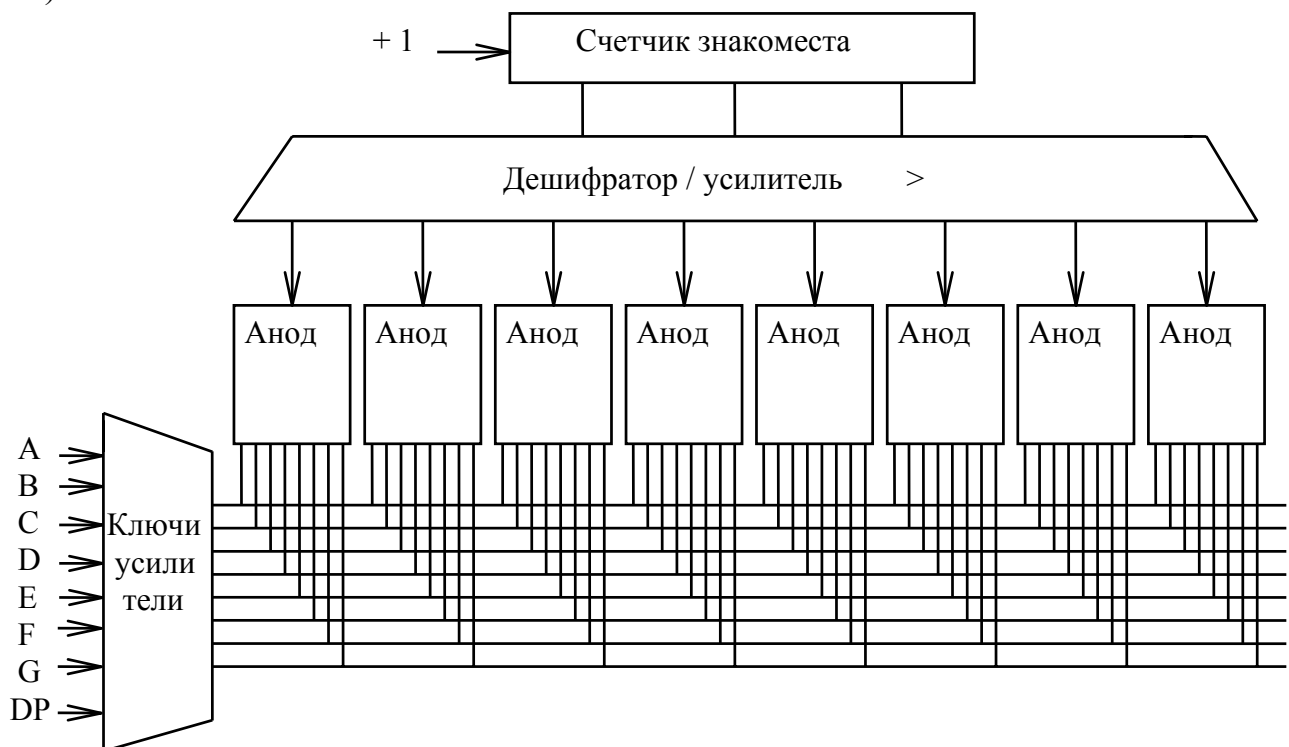 )
+ 1
Счетчик знакоместа
Дешифратор / усилитель >
Анод Анод Анод Анод Анод Анод Анод Анод
A
B
C
D
E
F
G
DP
Ключи
усили
тели